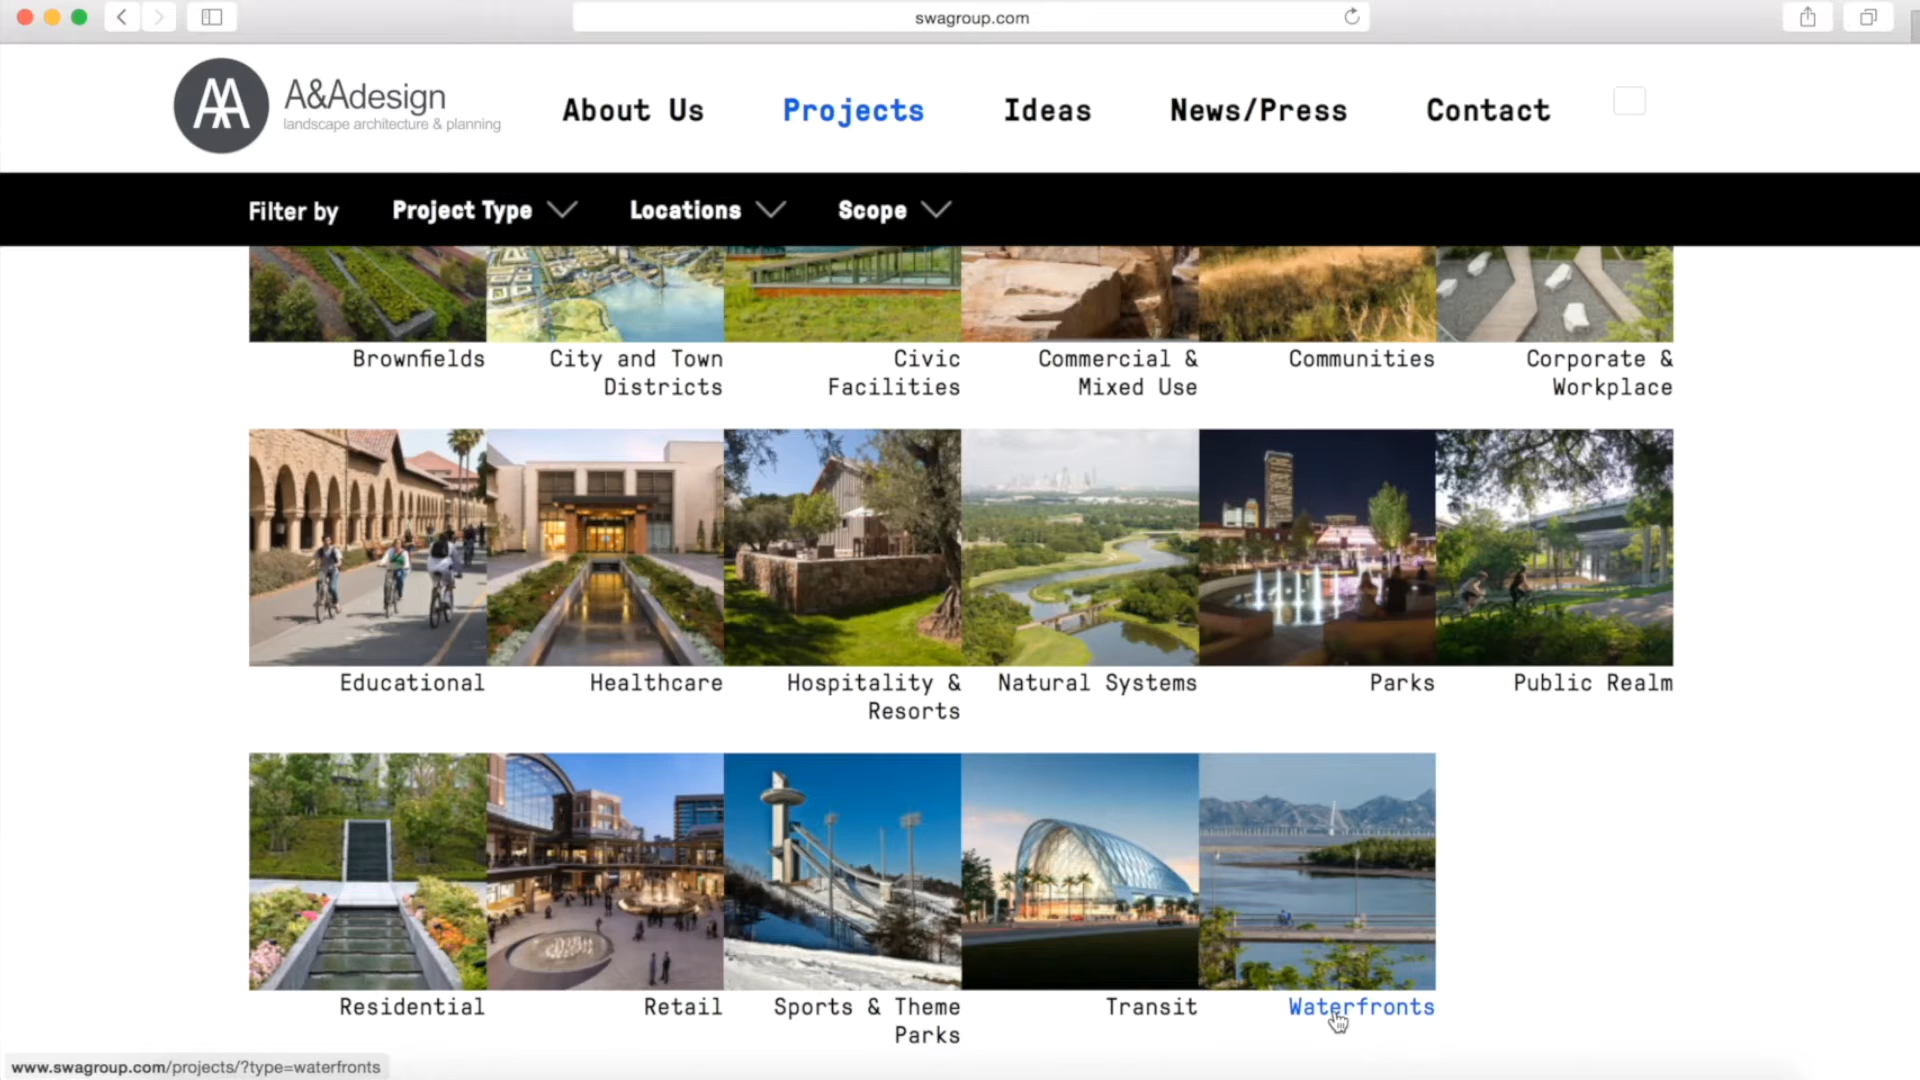 swagroup.com
AA
A&Adesign
landscape architecture & planning
About Us
Projects
Ideas
News/Press
Contact
Filter by
Project Type
Locations
Scope
Brownfields
City and Town
Districts
Civic
Facilities
Commercial &
Mixed Use
Communities
Corporate &
Workplace
Educational
Healthcare
Hospitality &
Resorts
Natural Systems
Parks
Public Realm
Residential
Retail
Sports & Theme
Parks
Transit
Waterfronts
www.swagroup.com/projects/?type=waterfronts